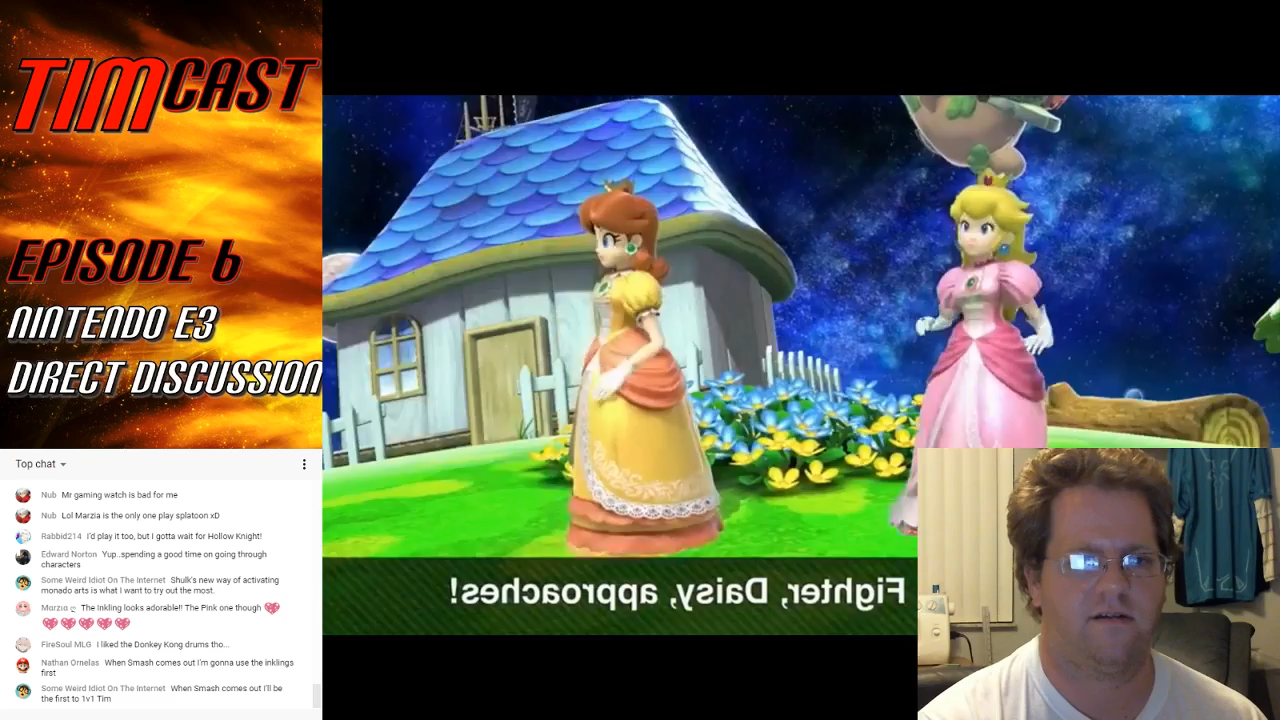 TIMCAST
EPISODE 6
NINTENDO E3
DIRECT DISCUSSION
Top chat
Nub Mr gaming watch is bad for me
Nub Lol Marzia is the only one play splatoon xD
Rabbid214 I'd play it too, but I gotta wait for Hollow Knight!
Edward Norton Yup..spending a good time on going through
characters
Some Weird Idiot On The Internet Shulk's new way of activating
monado arts is what I want to try out the most.
Marzia ღ The Inkling looks adorable!! The Pink one though 💖
💖💖💖💖💖
FireSoul MLG I liked the Donkey Kong drums tho...
Nathan Ornelas When Smash comes out I'm gonna use the inklings
first
Some Weird Idiot On The Internet When Smash comes out I'll be
the first to 1v1 Tim
Fighter, Daisy, approaches!